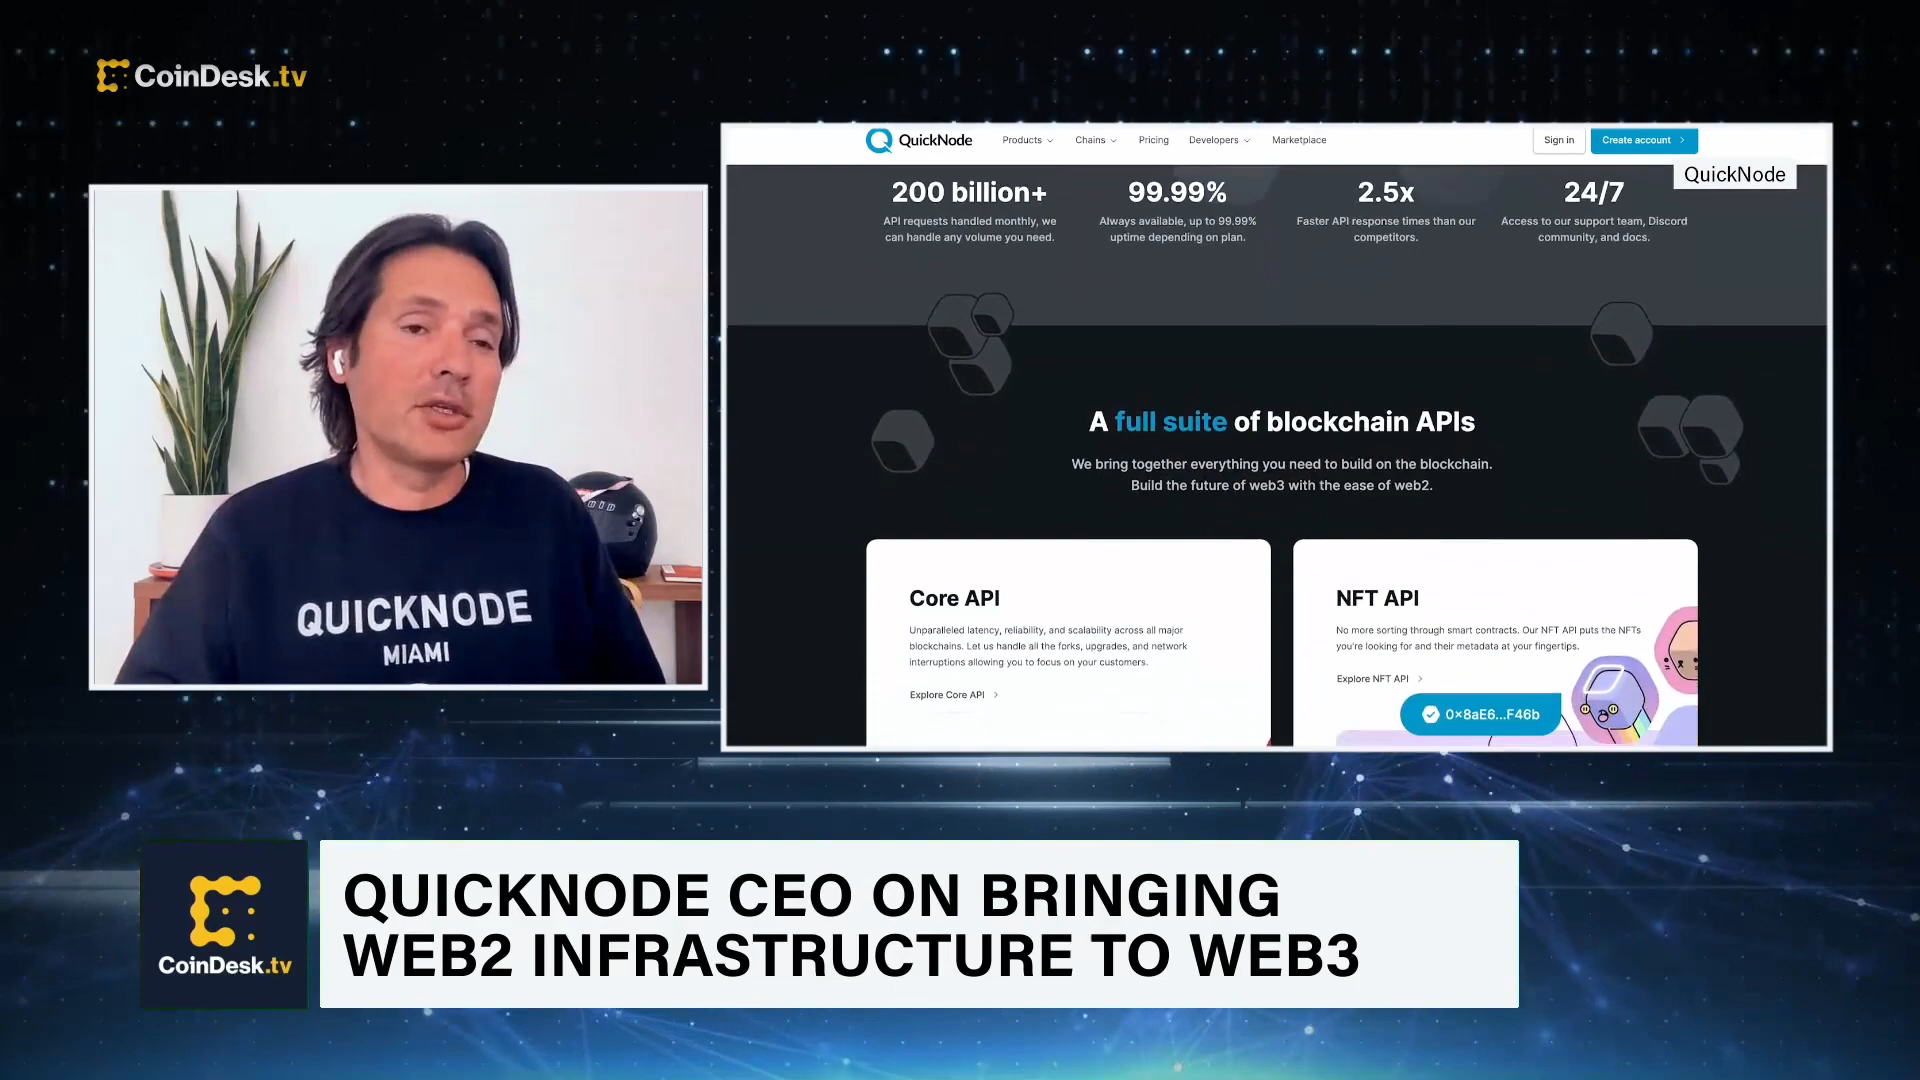 CoinDesk.tv
QUICKNODE
MIAMI
QuickNode
Products
Chains
Pricing
Developers
Marketplace
Sign in
Create account
QuickNode
200 billion+
API requests handled monthly, we
can handle any volume you need.
99.99%
Always available, up to 99.99%
uptime depending on plan.
2.5x
Faster API response times than our
competitors.
24/7
Access to our support team, Discord
community, and docs.
A full suite of blockchain APIs
We bring together everything you need to build on the blockchain.
Build the future of web3 with the ease of web2.
Core API
Unparalleled latency, reliability, and scalability across all major
blockchains. Let us handle all the forks, upgrades, and network
interruptions allowing you to focus on your customers.
Explore Core API
NFT API
No more sorting through smart contracts. Our NFT API puts the NFTs
you're looking for and their metadata at your fingertips.
Explore NFT API
0×8aE6...F46b
CoinDesk.tv
QUICKNODE CEO ON BRINGING
WEB2 INFRASTRUCTURE TO WEB3